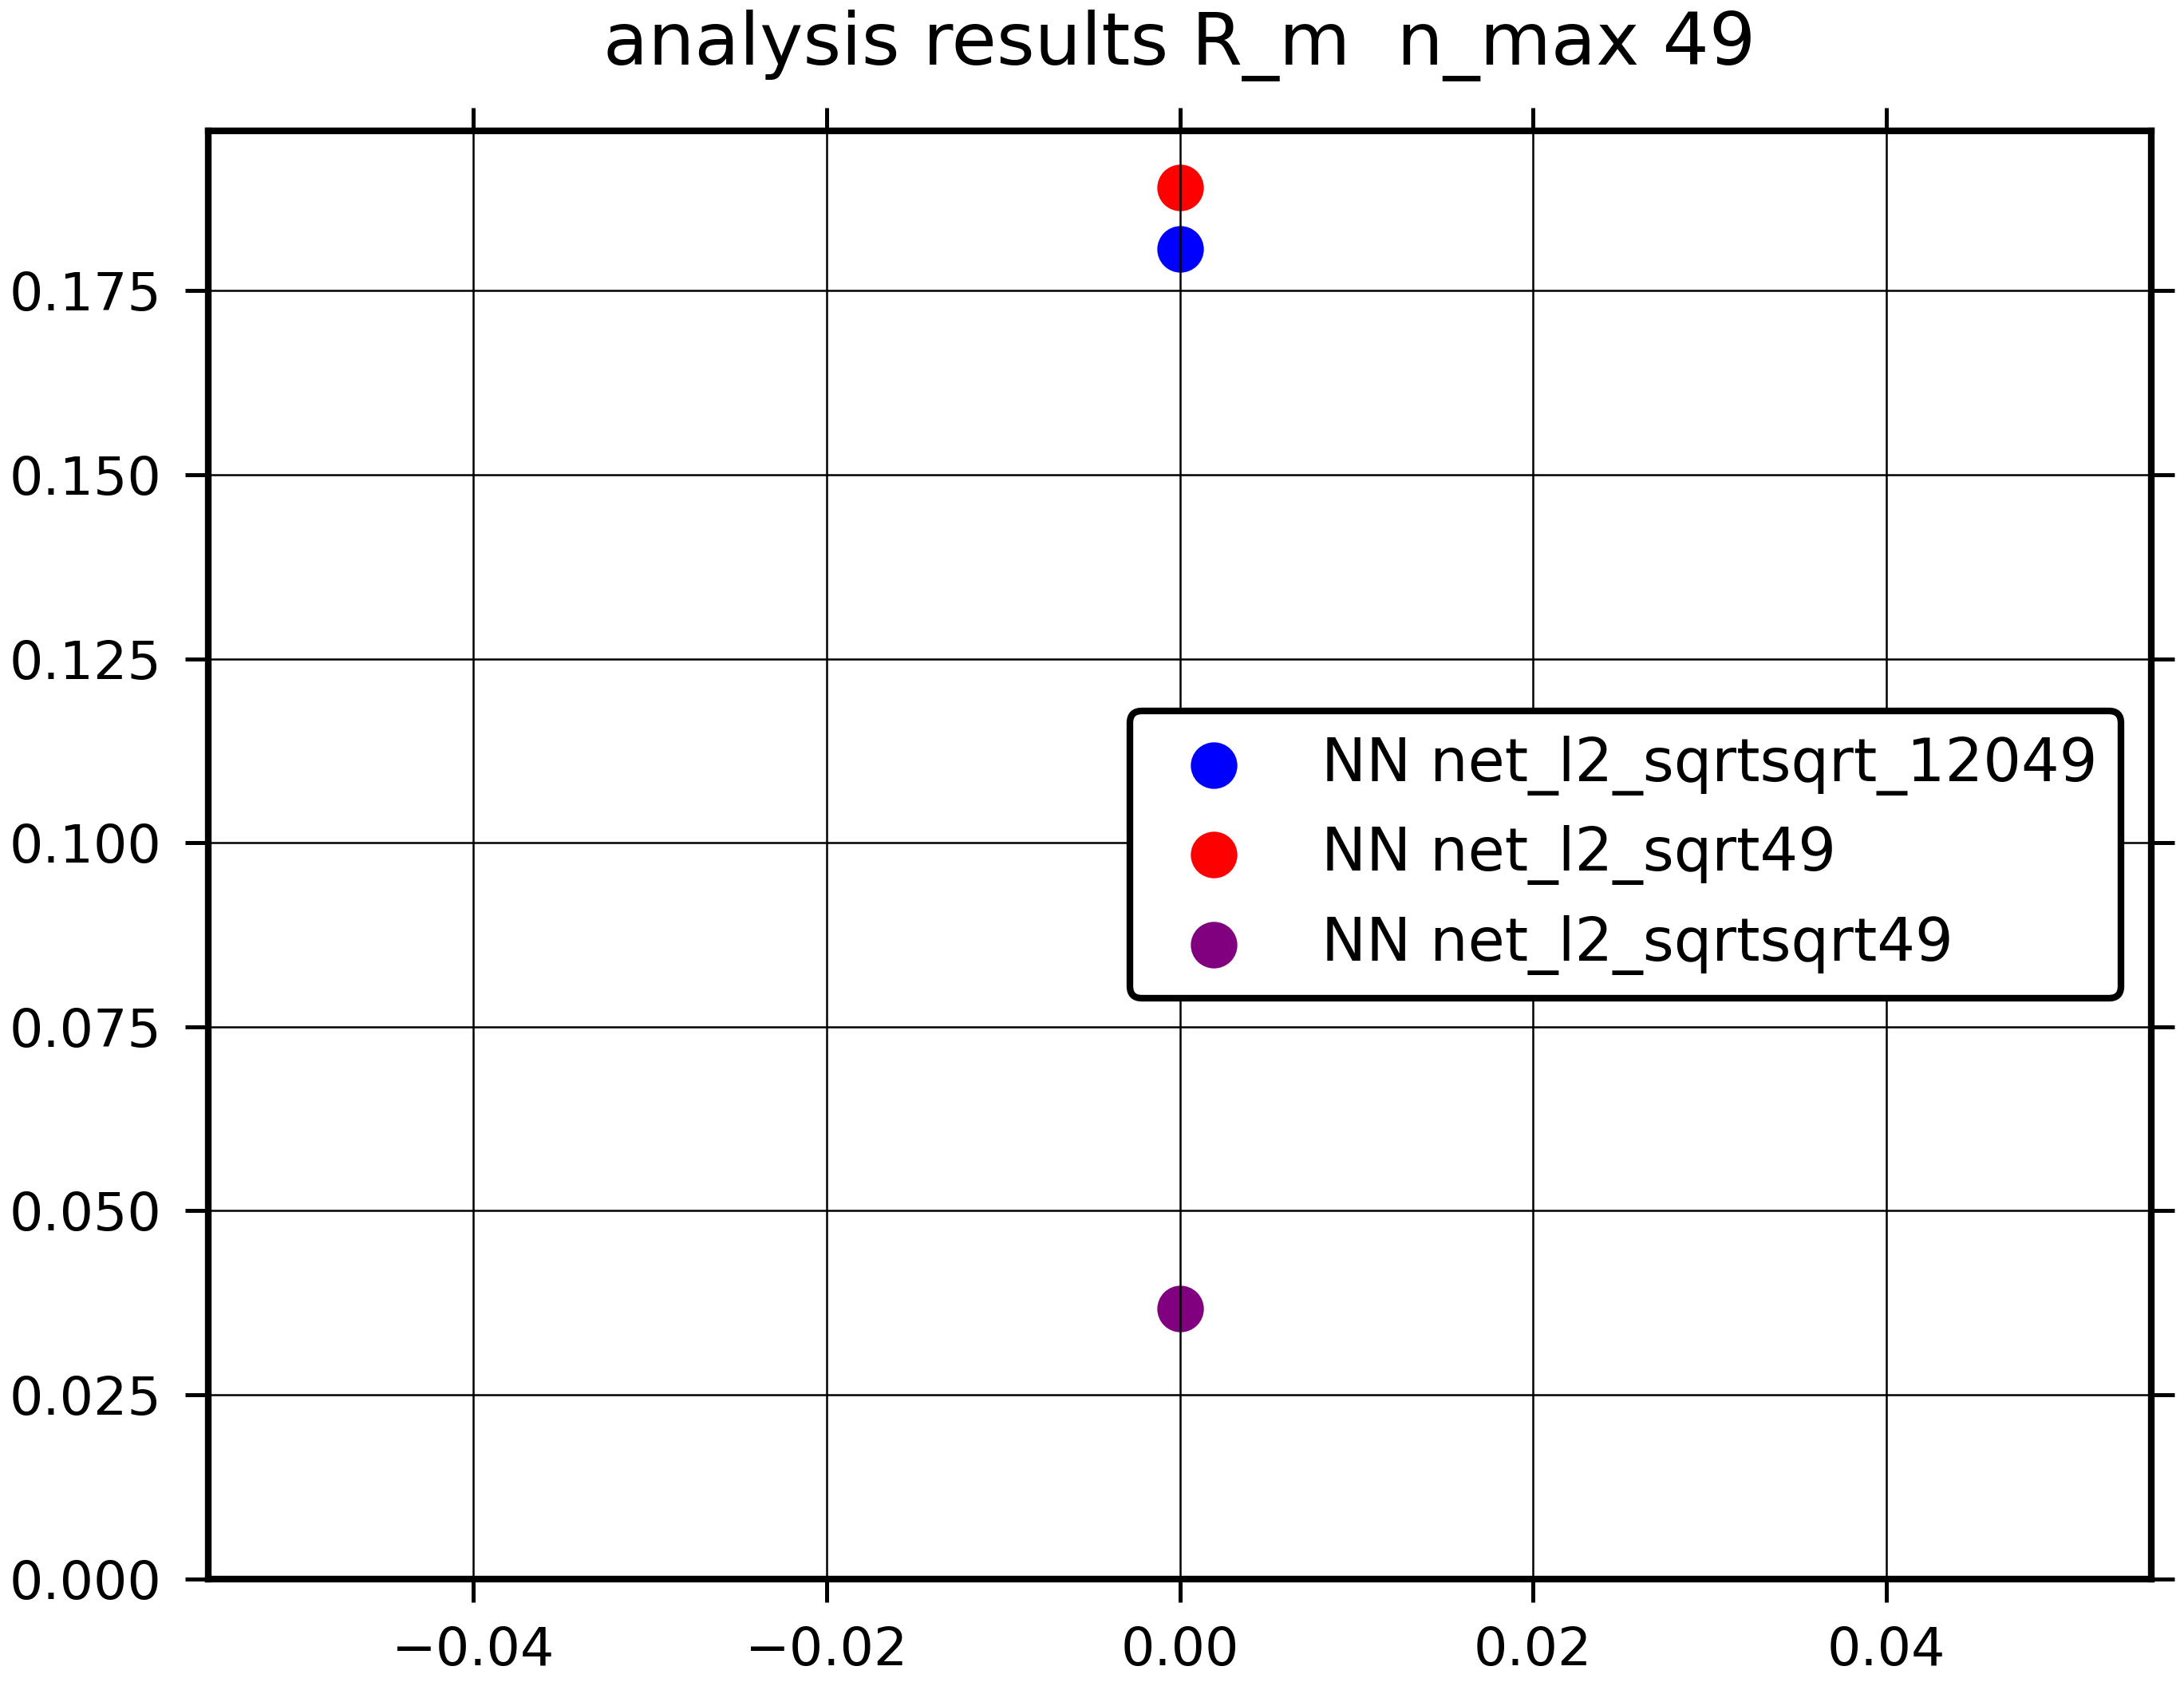 analysis results R_m  n_max 49
0.175
0.150
0.125
0.100
0.075
0.050
0.025
0.000
NN net_l2_sqrtsqrt_12049
NN net_l2_sqrt49
NN net_l2_sqrtsqrt49
−0.04 −0.02 0.00 0.02 0.04